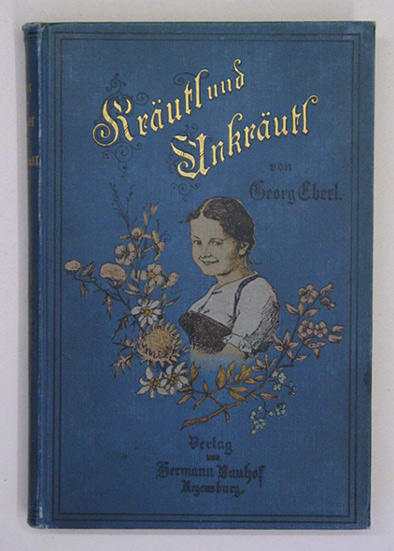 Kräutl und
Unkräutl
von
Georg Eberl.
Verlag
von
Hermann Bauhof
Regensburg.